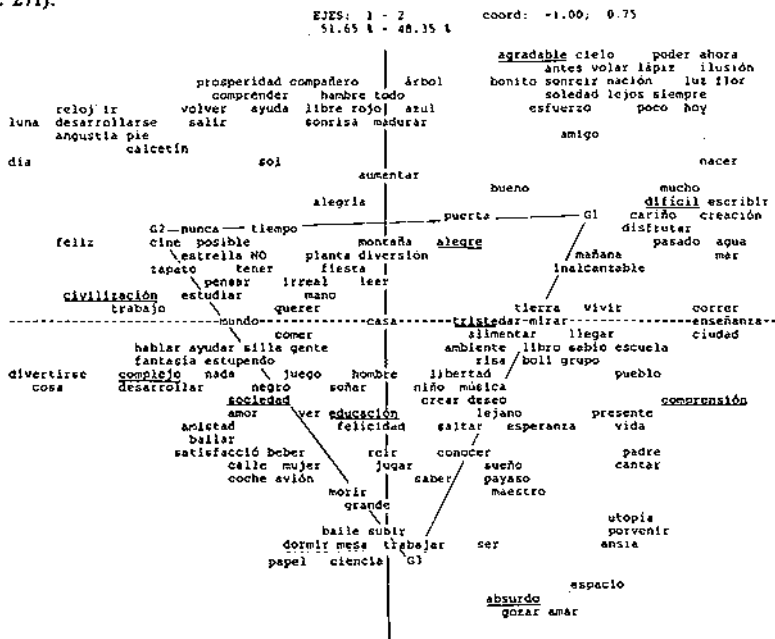 271).
EJES: 1 - 2 coord: -1.00; 0.75
51.65 % - 48.35 %
agradable cielo poder ahora
antes volar lápiz ilusión
prosperidad compañero árbol bonito sonreir nación luz flor
comprender hambre todo soledad lejos siempre
reloj ir volver ayuda libre rojo azul esfuerzo poco hoy
luna desarrollarse salir sonrisa madurar
angustia pie amigo
calcetín
día sol nacer
aumentar
bueno mucho
alegría difícil escribir
puerta G1 cariño creación
G2 nunca tiempo disfrutar
feliz cine posible montaña alegre pasado agua
estrella NO planta diversión mañana mar
zapato tener fiesta inalcanzable
pensar irreal leer
civilización estudiar mano
trabajo querer tierra vivir correr
mundo casa tristedar-mirar enseñanza
comer alimentar llegar ciudad
hablar ayudar silla gente ambiente libro sabio escuela
fantasía estupendo risa boli grupo
divertirse complejo nada juego hombre libertad pueblo
cosa desarrollar negro soñar niño música
sociedad crear deseo comprensión
amor ver educación lejano presente
amistad felicidad saltar esperanza vida
bailar
satisfacció beber reir conocer padre
calle mujer jugar sueño cantar
coche avión saber payaso
morir maestro
grande
utopía
baile subir porvenir
dormir mesa trabajar ser ansia
papel ciencia G3
espacio
absurdo
gozar amar